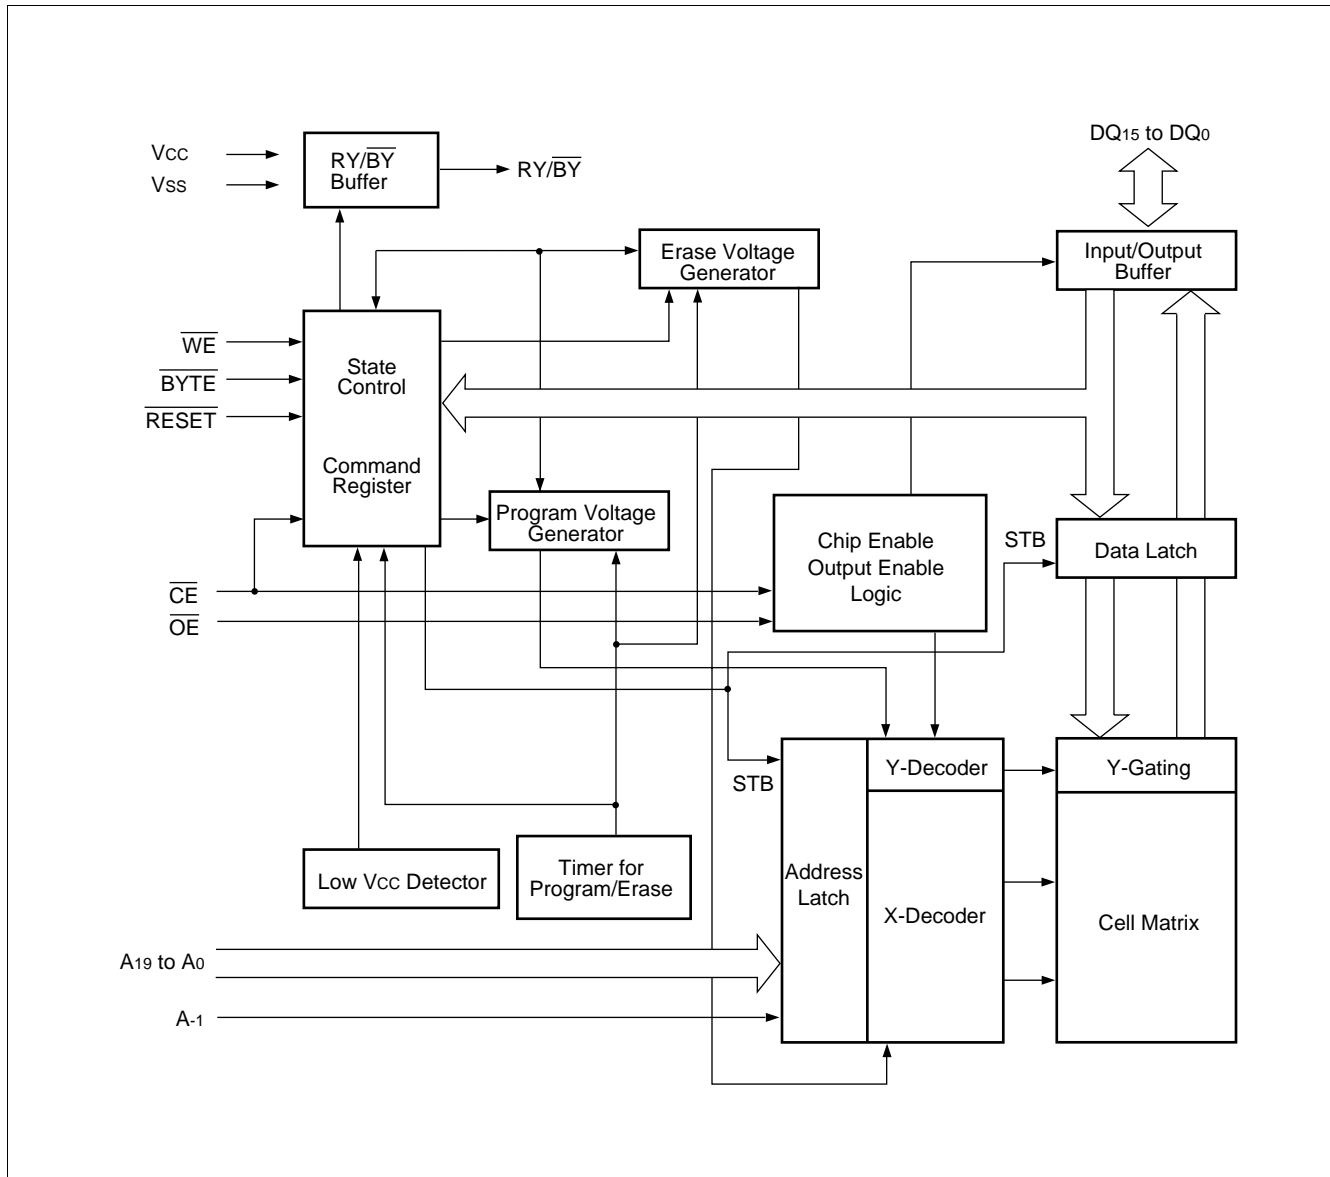 VCC
VSS
RY/BY
Buffer
RY/BY
DQ15 to DQ0
Erase Voltage
Generator
Input/Output
Buffer
WE
BYTE
RESET
State
Control
Command
Register
Program Voltage
Generator
Chip Enable
Output Enable
Logic
STB
Data Latch
CE
OE
STB
Y-Decoder
Y-Gating
Low VCC Detector
Timer for
Program/Erase
Address
Latch
X-Decoder
Cell Matrix
A19 to A0
A-1